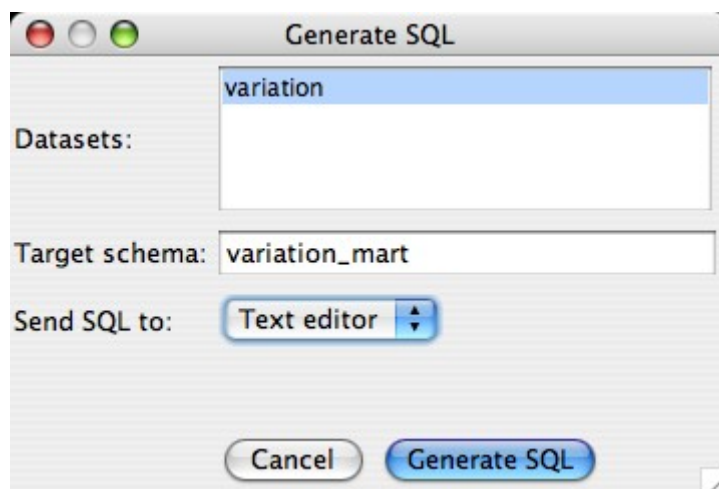 Generate SQL
variation
Datasets:
Target schema: variation_mart
Send SQL to: Text editor
Cancel Generate SQL